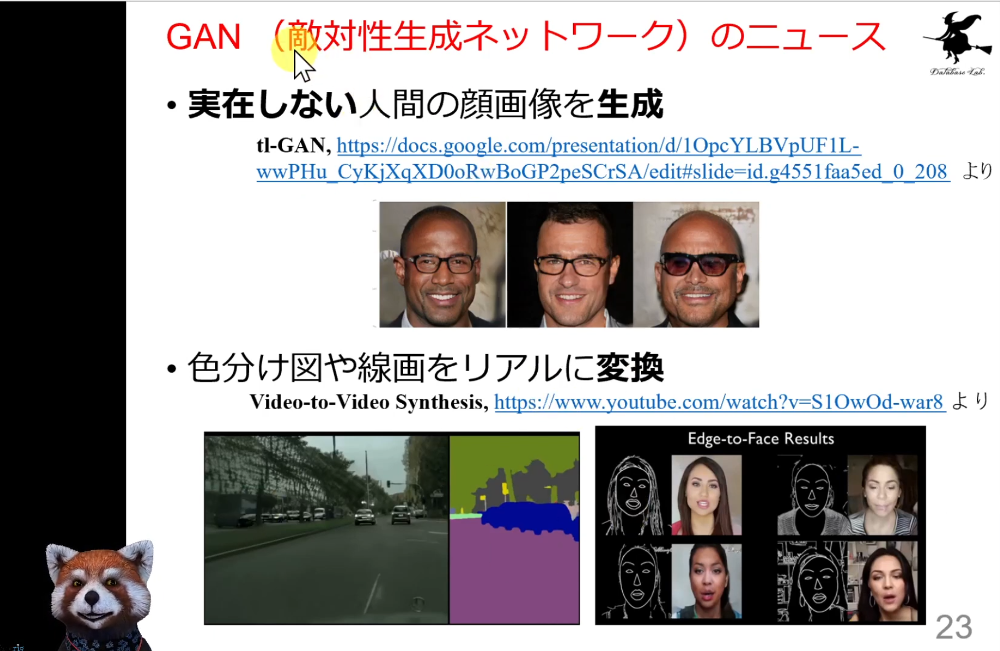 GAN （敵対性生成ネットワーク）のニュース
Database Lab.
• 実在しない人間の顔画像を生成
tl-GAN, https://docs.google.com/presentation/d/1OpcYLBVpUF1L-
wwPHu_CyKjXqXD0oRwBoGP2peSCrSA/edit#slide=id.g4551faa5ed_0_208 より
• 色分け図や線画をリアルに変換
Video-to-Video Synthesis, https://www.youtube.com/watch?v=S1OwOd-war8 より
Edge-to-Face Results
23